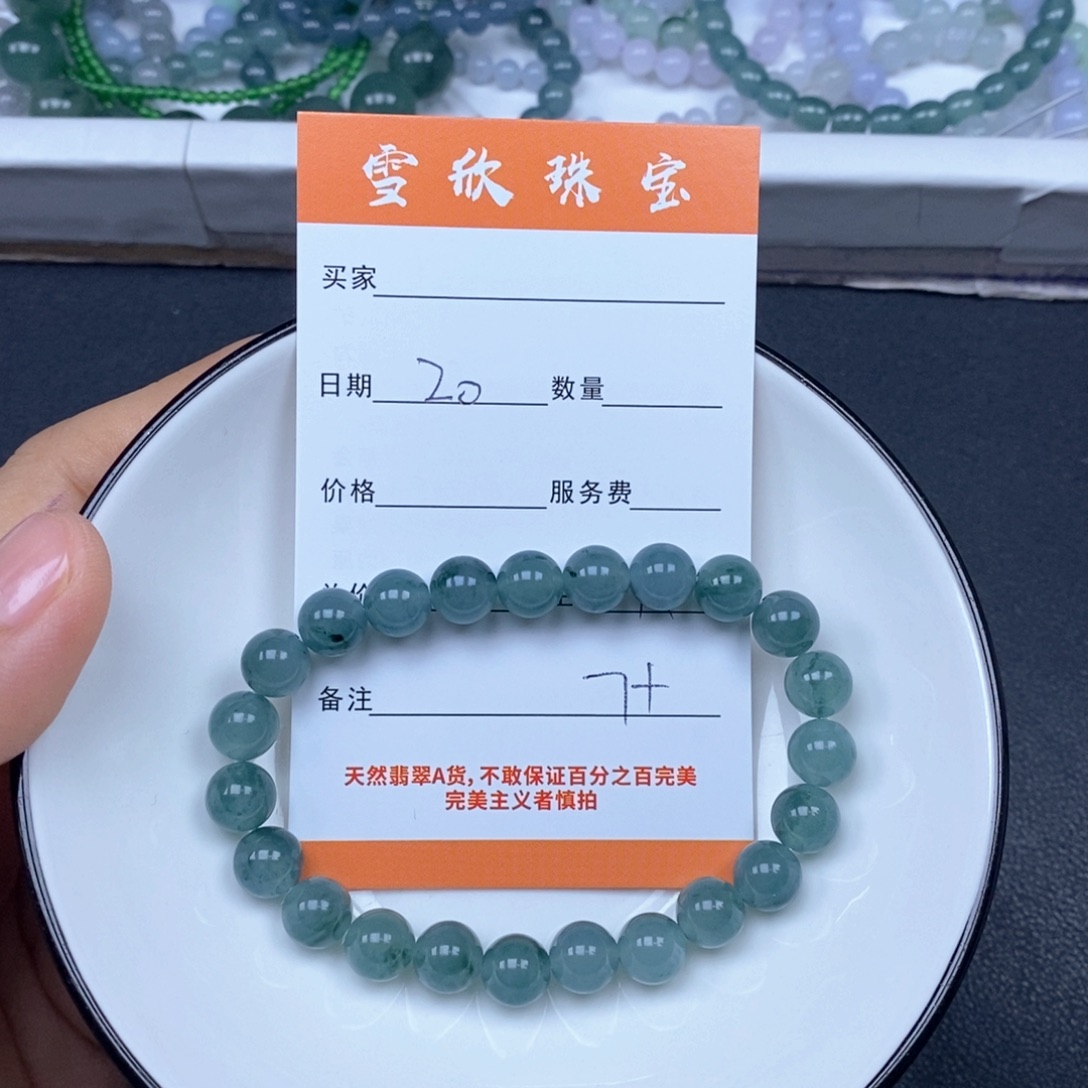 雪欣珠宝
买家
日期 20 数量
价格 服务费
备注 7+
天然翡翠A货,不敢保证百分之百完美
完美主义者慎拍